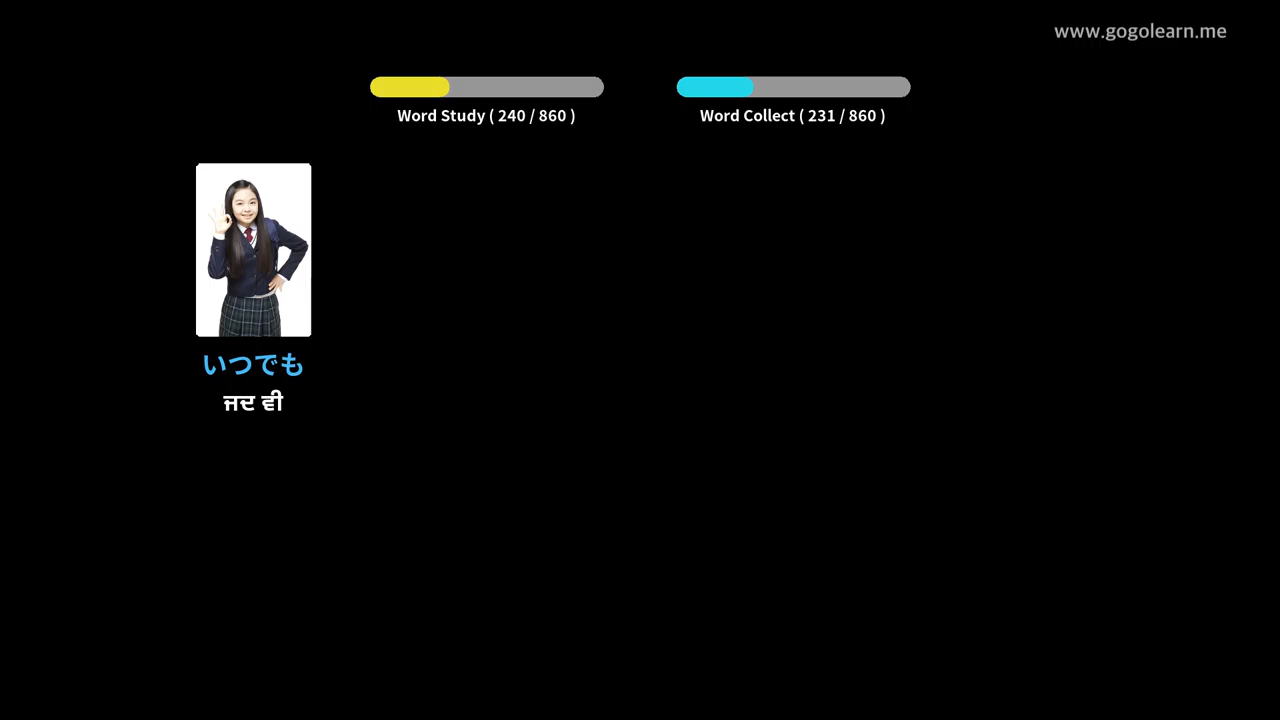 www.gogolearn.me
Word Study ( 240 / 860 )
Word Collect ( 231 / 860 )
いつでも
ਜਦ ਵੀ